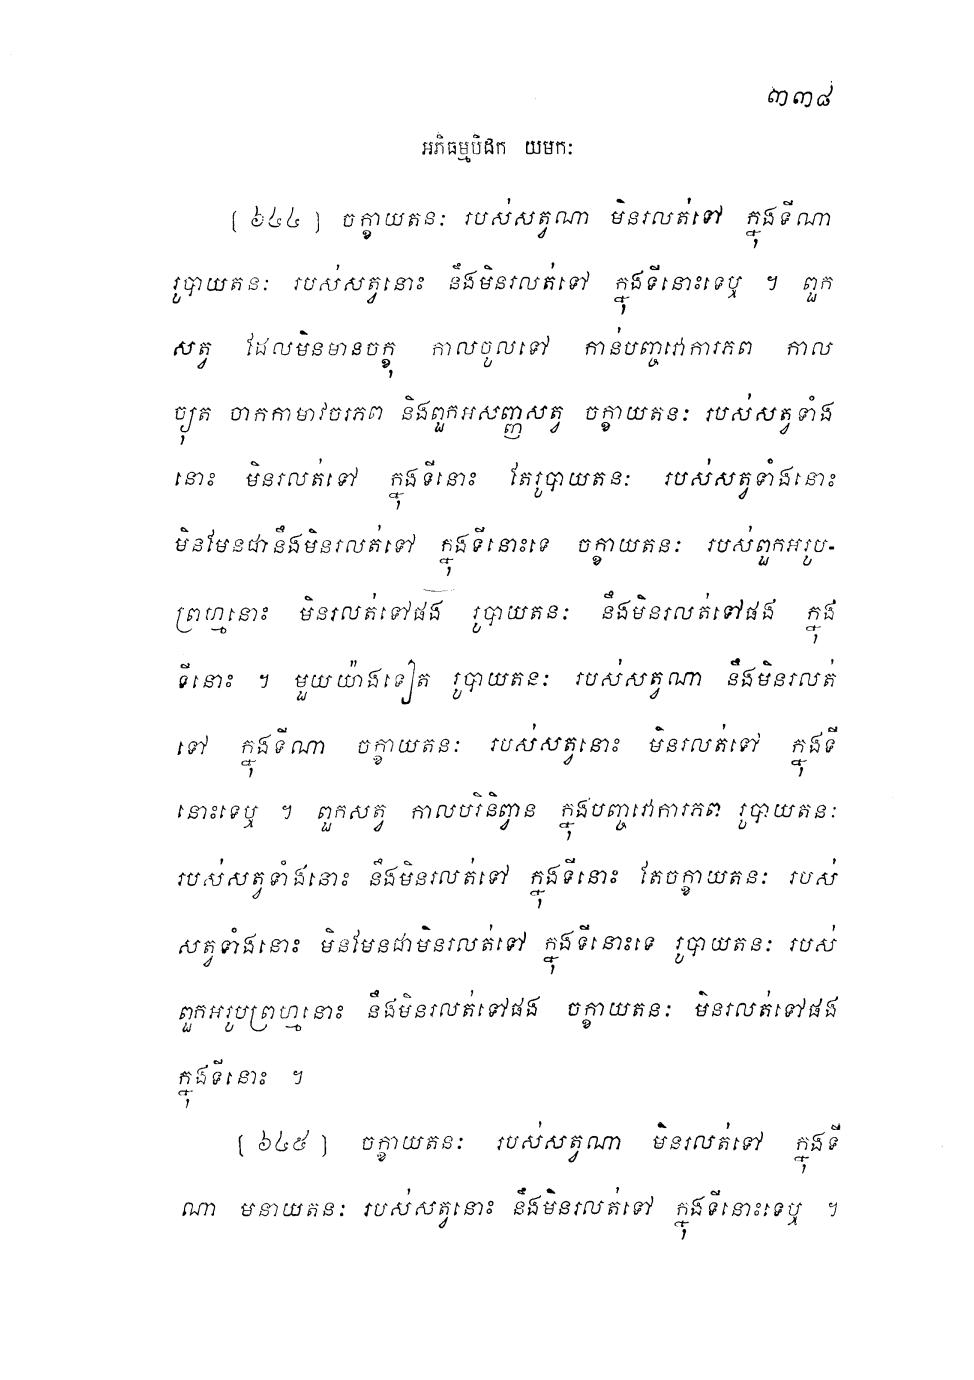 ៣៣៨
អភិធម្មបិដក យមកៈ
[ ៦៤៤ ] ចក្ខាយតនៈ របស់សត្វណា មិនរលត់ទៅ ក្នុងទីណា
រូបាយតនៈ របស់សត្វនោះ នឹងមិនរលត់ទៅ ក្នុងទីនោះទេឬ ។ ពួក
សត្វ ដែលមិនមានចក្ខុ កាលចូលទៅ កាន់បញ្ចវោការភព កាល
ច្យុត ចាកកាមាវចរភព និងពួកអសញ្ញសត្វ ចក្ខាយតនៈ របស់សត្វទាំង
នោះ មិនរលត់ទៅ ក្នុងទីនោះ តែរូបាយតនៈ របស់សត្វទាំងនោះ
មិនមែនជានឹងមិនរលត់ទៅ ក្នុងទីនោះទេ ចក្ខាយតនៈ របស់ពួកអរូប-
ព្រហ្មនោះ មិនរលត់ទៅផង រូបាយតនៈ នឹងមិនរលត់ទៅផង ក្នុង
ទីនោះ ។ មួយយ៉ាងទៀត រូបាយតនៈ របស់សត្វណា នឹងមិនរលត់
ទៅ ក្នុងទីណា ចក្ខាយតនៈ របស់សត្វនោះ មិនរលត់ទៅ ក្នុងទី
នោះទេឬ ។ ពួកសត្វ កាលបរិនិព្វាន ក្នុងបញ្ចវោការភព រូបាយតនៈ
របស់សត្វទាំងនោះ នឹងមិនរលត់ទៅ ក្នុងទីនោះ តែចក្ខាយតនៈ របស់
សត្វទាំងនោះ មិនមែនជាមិនរលត់ទៅ ក្នុងទីនោះទេ រូបាយតនៈ របស់
ពួកអរូបព្រហ្មនោះ នឹងមិនរលត់ទៅផង ចក្ខាយតនៈ មិនរលត់ទៅផង
ក្នុងទីនោះ ។
[ ៦៤៥ ] ចក្ខាយតនៈ របស់សត្វណា មិនរលត់ទៅ ក្នុងទី
ណា មនាយតនៈ របស់សត្វនោះ នឹងមិនរលត់ទៅ ក្នុងទីនោះទេឬ ។